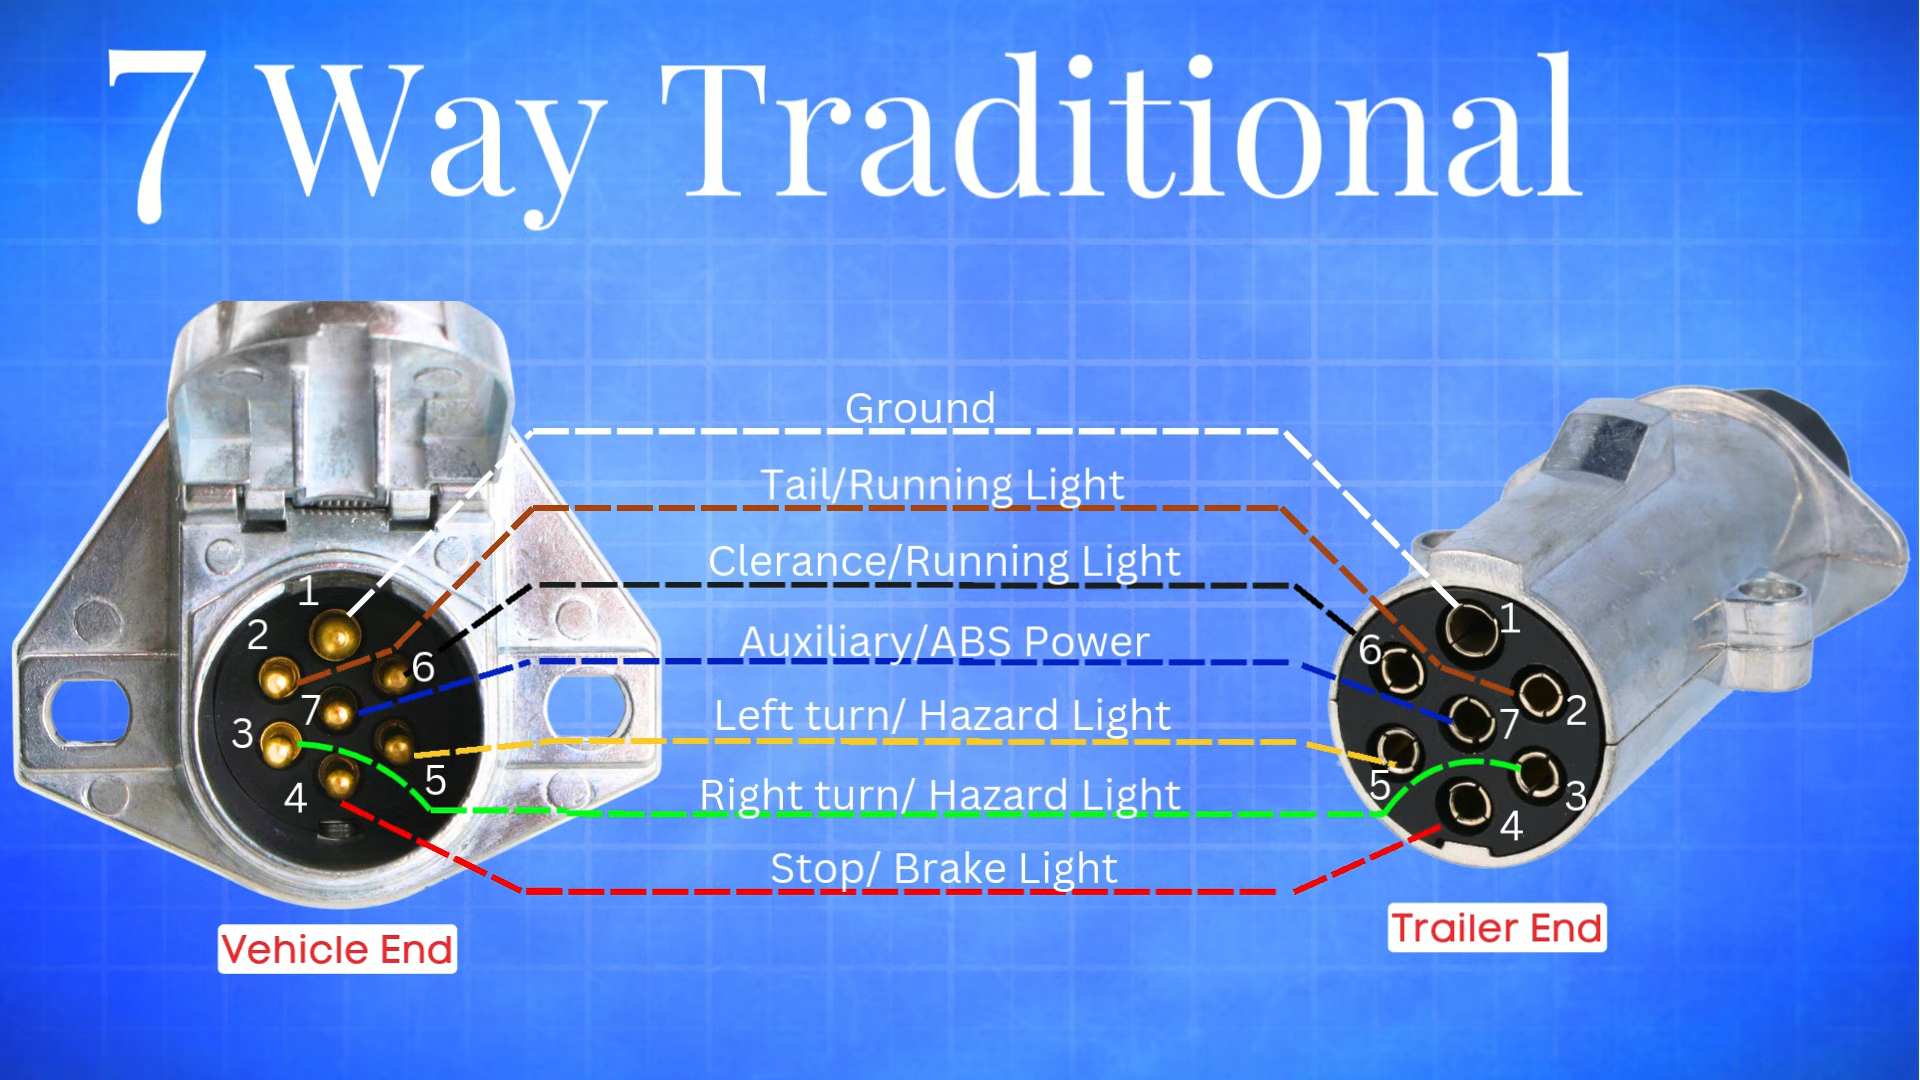 7 Way Traditional
Ground
Tail/Running Light
Clerance/Running Light
Auxiliary/ABS Power
Left turn/ Hazard Light
Right turn/ Hazard Light
Stop/ Brake Light
1
2
6
7
3
5
4
Vehicle End
1
6
2
7
5
3
4
Trailer End